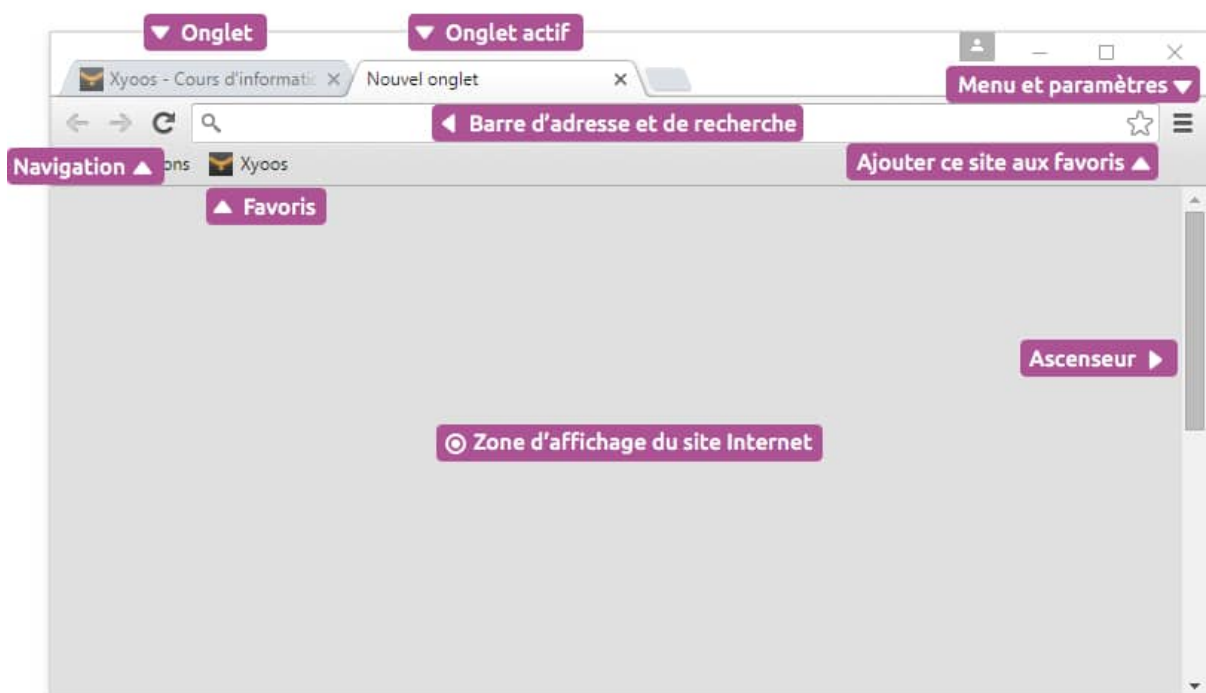 Onglet
Onglet actif
Xyoos - Cours d'informati
Nouvel onglet
Menu et paramètres
Barre d'adresse et de recherche
Navigation
ons
Xyoos
Ajouter ce site aux favoris
Favoris
Ascenseur
Zone d'affichage du site Internet